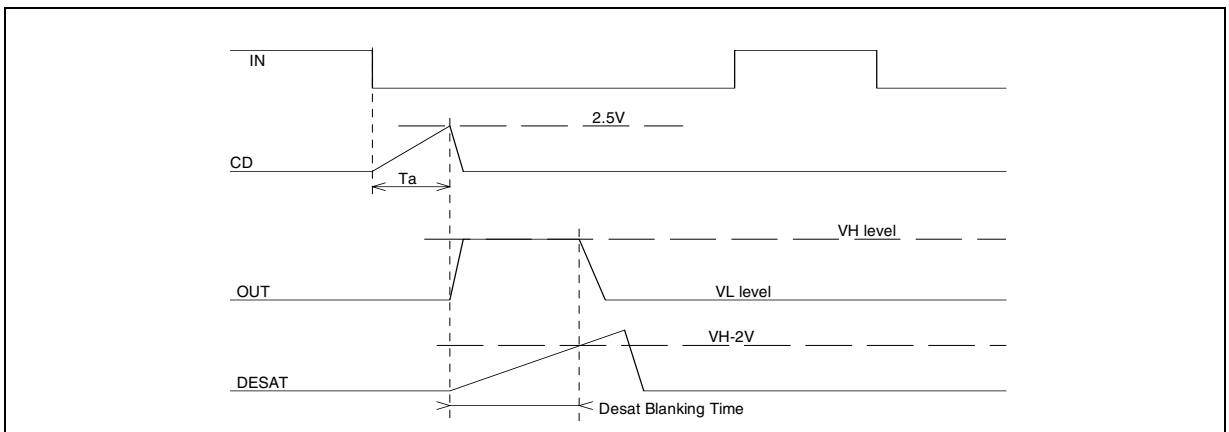 IN
2.5V
CD
Ta
VH level
OUT
VL level
VH-2V
DESAT
Desat Blanking Time